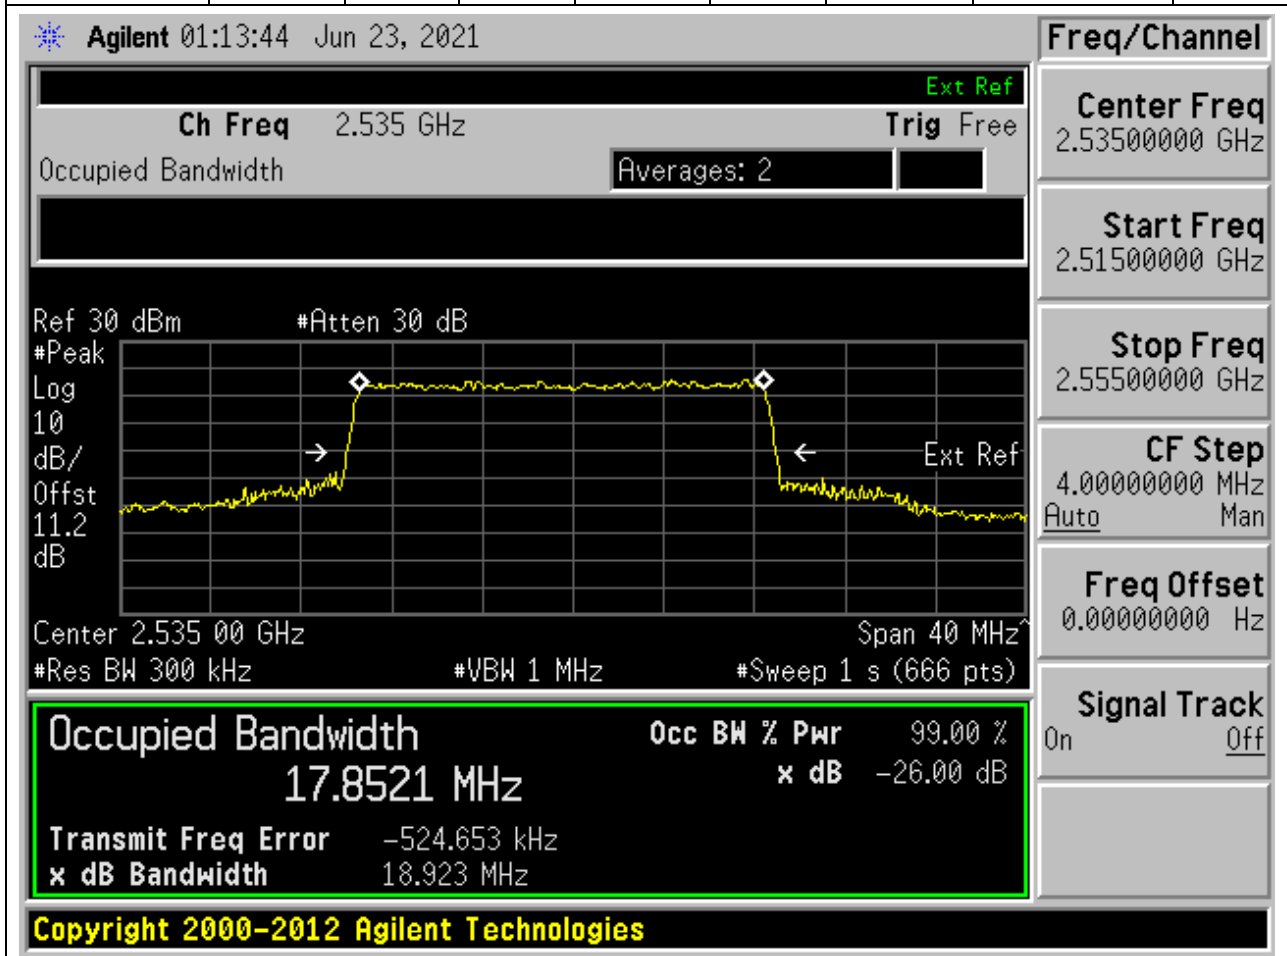 Agilent 01:13:44 Jun 23, 2021
Freq/Channel
Ext Ref
Ch Freq 2.535 GHz Trig Free
Occupied Bandwidth Averages: 2
Ref 30 dBm #Atten 30 dB
#Peak
Log
10
dB/
Offst
11.2
dB
Ext Ref
Center 2.535 00 GHz Span 40 MHz^
#Res BW 300 kHz #VBW 1 MHz #Sweep 1 s (666 pts)
Occupied Bandwidth Occ BW % Pwr 99.00 %
17.8521 MHz x dB -26.00 dB
Transmit Freq Error -524.653 kHz
x dB Bandwidth 18.923 MHz
Copyright 2000-2012 Agilent Technologies
Center Freq
2.53500000 GHz
Start Freq
2.51500000 GHz
Stop Freq
2.55500000 GHz
CF Step
4.00000000 MHz
Auto Man
Freq Offset
0.00000000 Hz
Signal Track
On Off